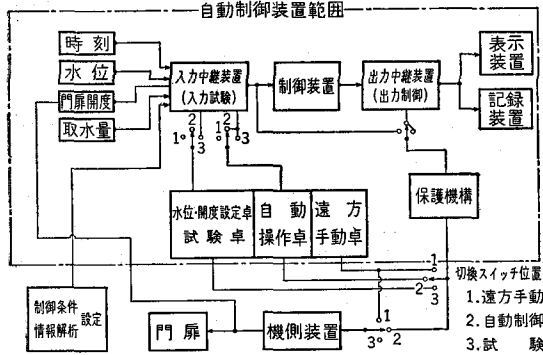 自動制御装置範囲
時刻
水位
門扉開度
取水量
入力中継装置
(入力試験)
制御装置
出力中継装置
(出力制御)
表示
装置
記録
装置
2
1
3
2
1
3
保護機構
水位・開度設定卓
試験卓
自動
操作卓
遠方
手動卓
1
2
3
切換スイッチ位置
1.遠方手動
2.自動制御
3.試験
制御条件
情報解析
設定
門扉
機側装置
1
2
3